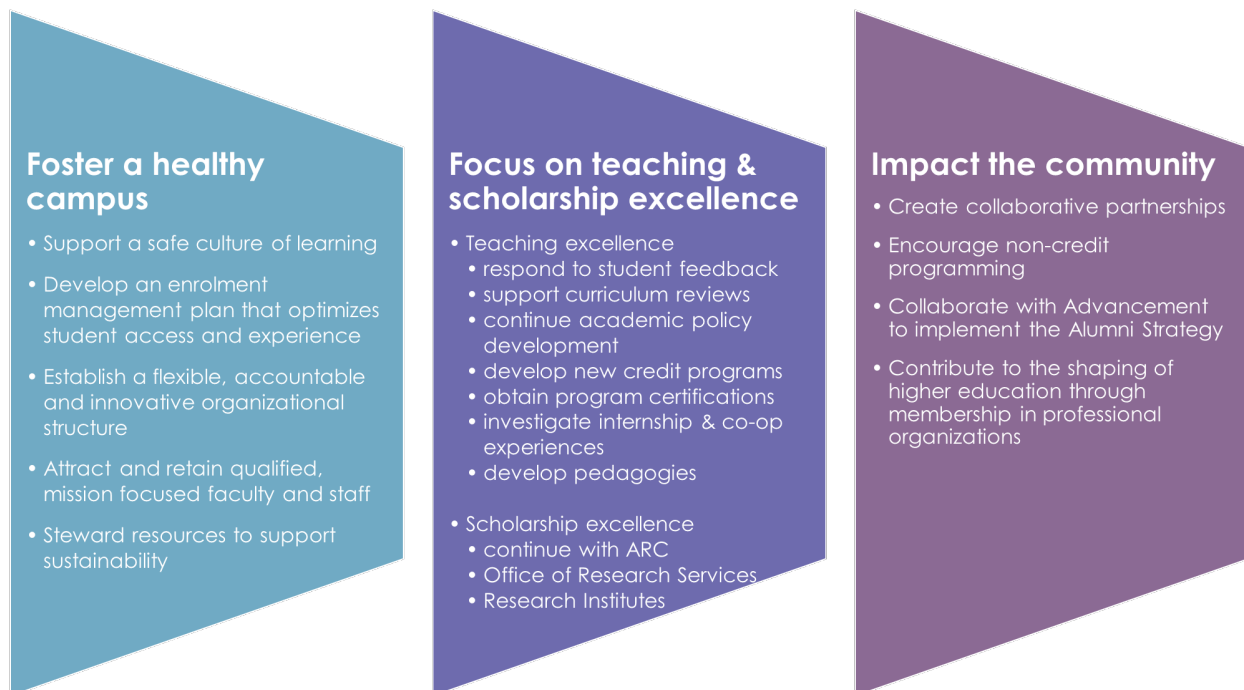 Foster a healthy
campus
• Support a safe culture of learning
• Develop an enrolment
management plan that optimizes
student access and experience
• Establish a flexible, accountable
and innovative organizational
structure
• Attract and retain qualified,
mission focused faculty and staff
• Steward resources to support
sustainability
Focus on teaching &
scholarship excellence
• Teaching excellence
• respond to student feedback
• support curriculum reviews
• continue academic policy
development
• develop new credit programs
• obtain program certifications
• investigate internship & co-op
experiences
• develop pedagogies
• Scholarship excellence
• continue with ARC
• Office of Research Services
• Research Institutes
Impact the community
• Create collaborative partnerships
• Encourage non-credit
programming
• Collaborate with Advancement
to implement the Alumni Strategy
• Contribute to the shaping of
higher education through
membership in professional
organizations